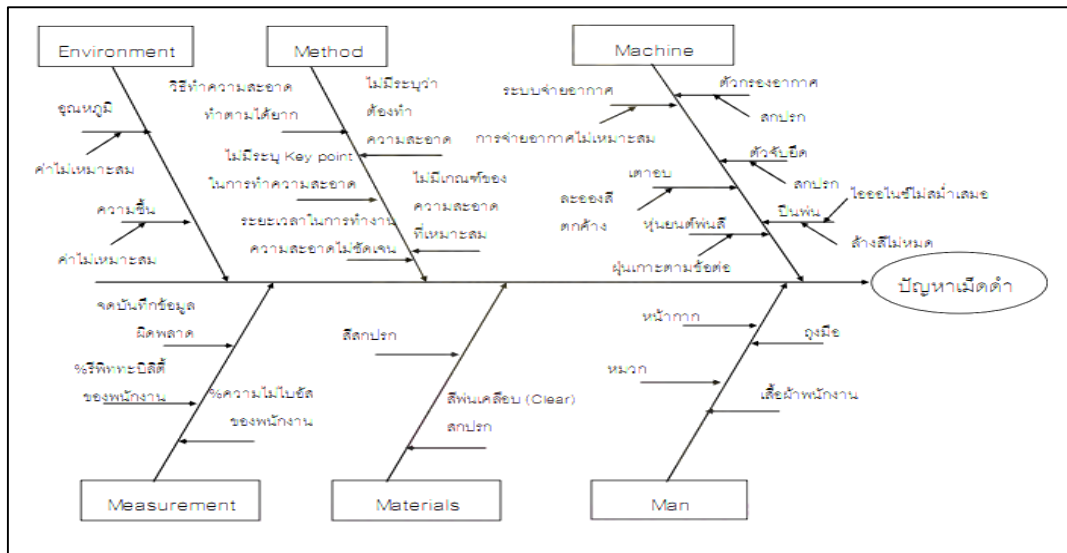 Environment
Method
Machine
อุณหภูมิ
ค่าไม่เหมาะสม
ความชื้น
ค่าไม่เหมาะสม
วิธีทำความสะอาด
ทำตามได้ยาก
ไม่มีระบุว่า
ต้องทำ
ความสะอาด
ไม่มีระบุ Key point
ในการทำความสะอาด
ไม่มีเกณฑ์ของ
ความสะอาด
ที่เหมาะสม
ระยะเวลาในการทำงาน
ความสะอาดไม่ชัดเจน
ระบบจ่ายอากาศ
การจ่ายอากาศไม่เหมาะสม
ตัวกรองอากาศ
สกปรก
ตัวจับยึด
สกปรก
เตาอบ
ละอองสี
ตกค้าง
ไอออไนซ์ไม่สม่ำเสมอ
ปืนพ่น
ล้างสีไม่หมด
หุ่นยนต์พ่นสี
ฝุ่นเกาะตามข้อต่อ
ปัญหาเม็ดดำ
จดบันทึกข้อมูล
ผิดพลาด
%รีพิททะบิลิตี้
ของพนักงาน
%ความไม่ไบอัส
ของพนักงาน
สีสกปรก
สีพ่นเคลือบ (Clear)
สกปรก
หน้ากาก
ถุงมือ
หมวก
เสื้อผ้าพนักงาน
Measurement
Materials
Man